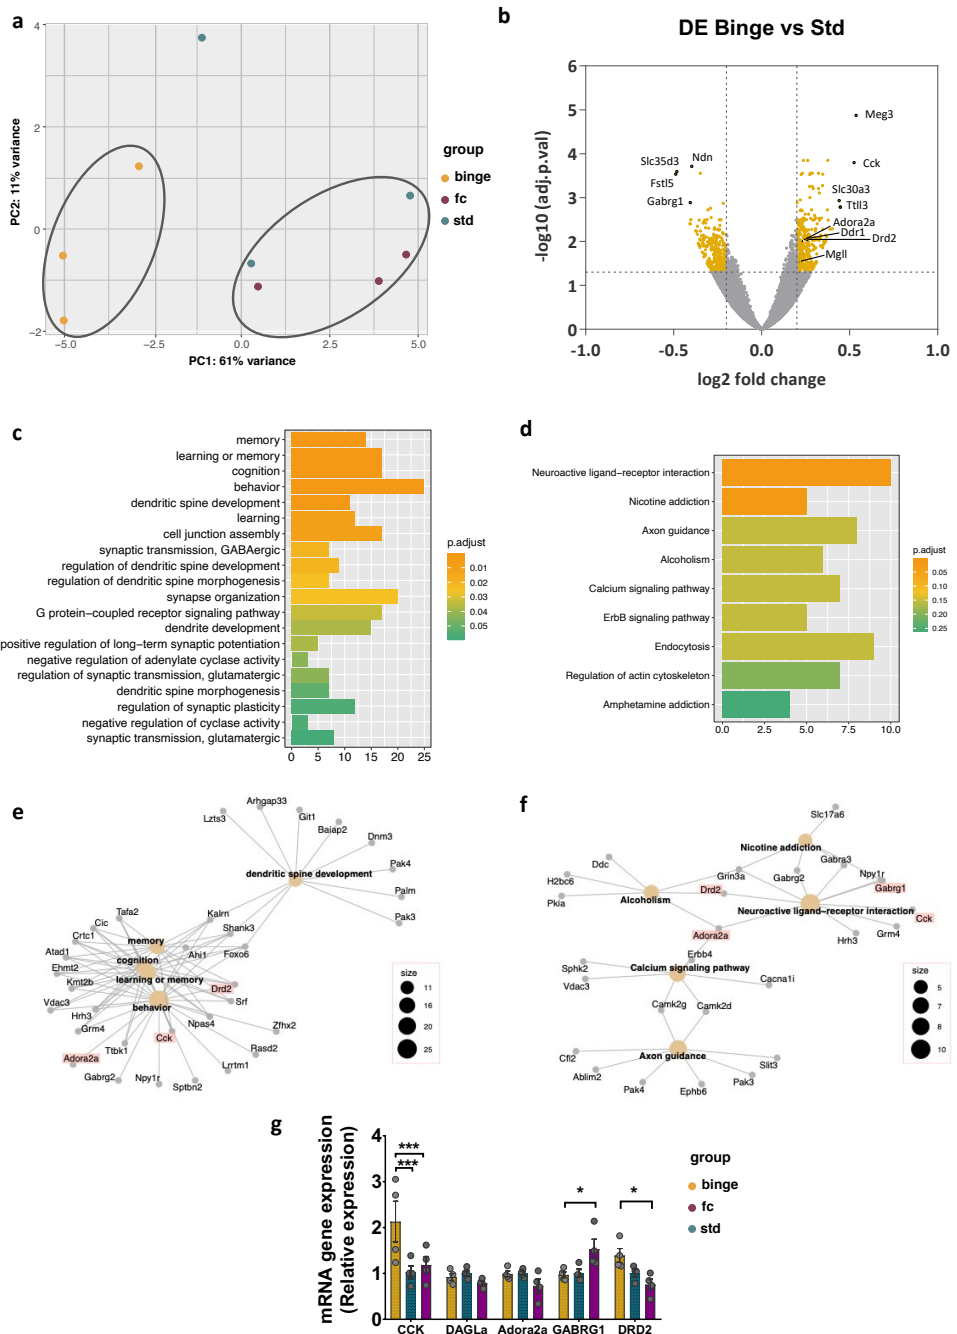 a
4
2
0
−2
−5.0
−2.5
0.0
2.5
5.0
PC2: 11% variance
PC1: 61% variance
group
binge
fc
std
b
DE Binge vs Std
6
5
4
3
2
1
0
-log10 (adj.p.val)
-1.0
-0.5
0.0
0.5
1.0
log2 fold change
Meg3
Cck
Slc30a3
Ttll3
Adora2a
Ddr1
Drd2
Mgll
Slc35d3
Ndn
Fstl5
Gabrg1
c
memory
learning or memory
cognition
behavior
dendritic spine development
learning
cell junction assembly
synaptic transmission, GABAergic
regulation of dendritic spine development
regulation of dendritic spine morphogenesis
synapse organization
G protein−coupled receptor signaling pathway
dendrite development
positive regulation of long−term synaptic potentiation
negative regulation of adenylate cyclase activity
regulation of synaptic transmission, glutamatergic
dendritic spine morphogenesis
regulation of synaptic plasticity
negative regulation of cyclase activity
synaptic transmission, glutamatergic
0
5
10
15
20
25
p.adjust
0.01
0.02
0.03
0.04
0.05
d
Neuroactive ligand−receptor interaction
Nicotine addiction
Axon guidance
Alcoholism
Calcium signaling pathway
ErbB signaling pathway
Endocytosis
Regulation of actin cytoskeleton
Amphetamine addiction
0.0
2.5
5.0
7.5
10.0
p.adjust
0.05
0.10
0.15
0.20
0.25
e
Arhgap33
Lzts3
Git1
Baiap2
Dnm3
Pak4
dendritic spine development
Palm
Pak3
Kalrn
Tafa2
Cic
Shank3
Crtc1
memory
Foxo6
Atad1
Ahi1
cognition
Ehmt2
learning or memory
Kmt2b
Drd2
Vdac3
Srf
behavior
Hrh3
Npas4
Grm4
Zfhx2
Cck
Ttbk1
Rasd2
Adora2a
Lrrtm1
Gabrg2
Npy1r
Sptbn2
size
11
16
20
25
f
Slc17a6
Nicotine addiction
Gabra3
Ddc
Grin3a
Gabrg2
Npy1r
H2bc6
Drd2
Gabrg1
Pkia
Alcoholism
Neuroactive ligand−receptor interaction
Cck
Grm4
Adora2a
Hrh3
Erbb4
Sphk2
Calcium signaling pathway
Vdac3
Cacna1i
Camk2g
Camk2d
Cfl2
Axon guidance
Slit3
Ablim2
Pak3
Pak4
Ephb6
size
5
7
8
10
g
mRNA gene expression
(Relative expression)
4
3
2
1
0
***
***
*
*
CCK
DAGLa
Adora2a
GABRG1
DRD2
group
binge
fc
std